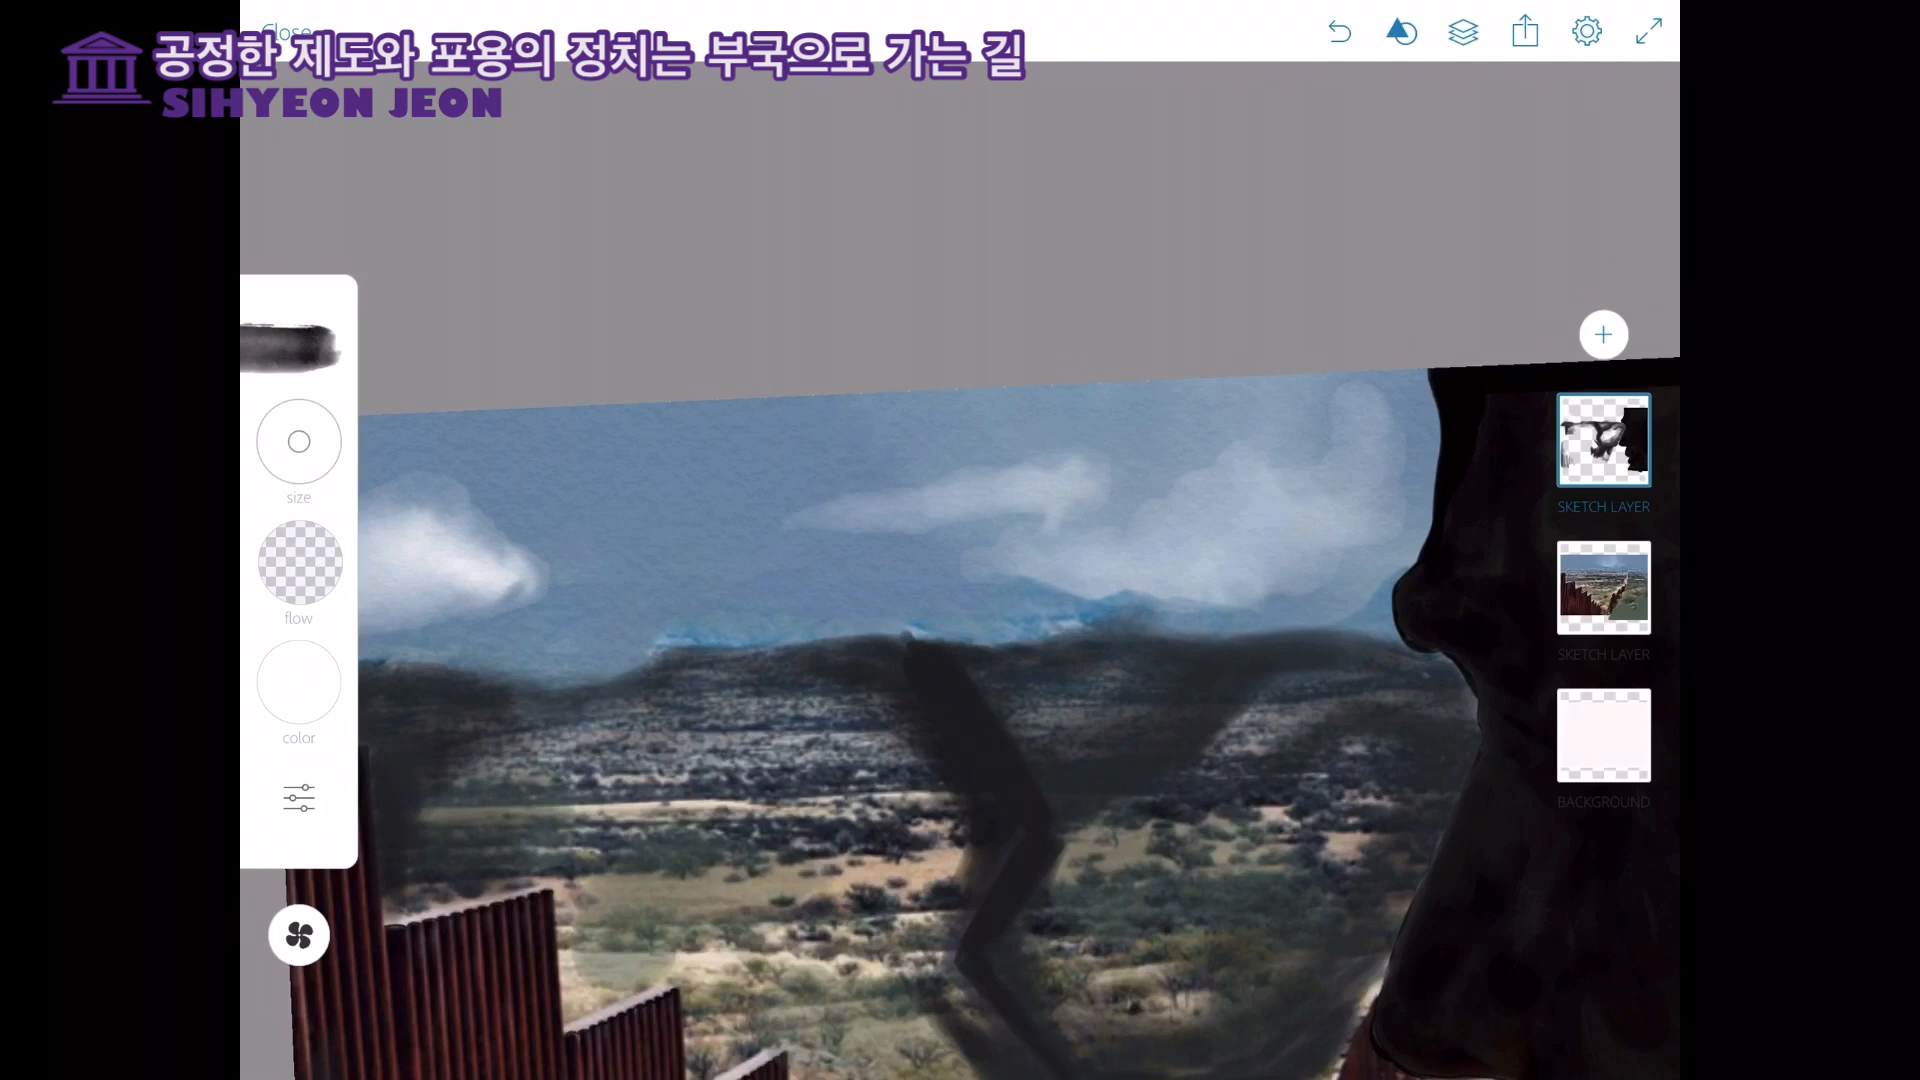 Close
공정한 제도와 포용의 정치는 부국으로 가는 길
SIHYEON JEON
size
flow
color
SKETCH LAYER
SKETCH LAYER
BACKGROUND